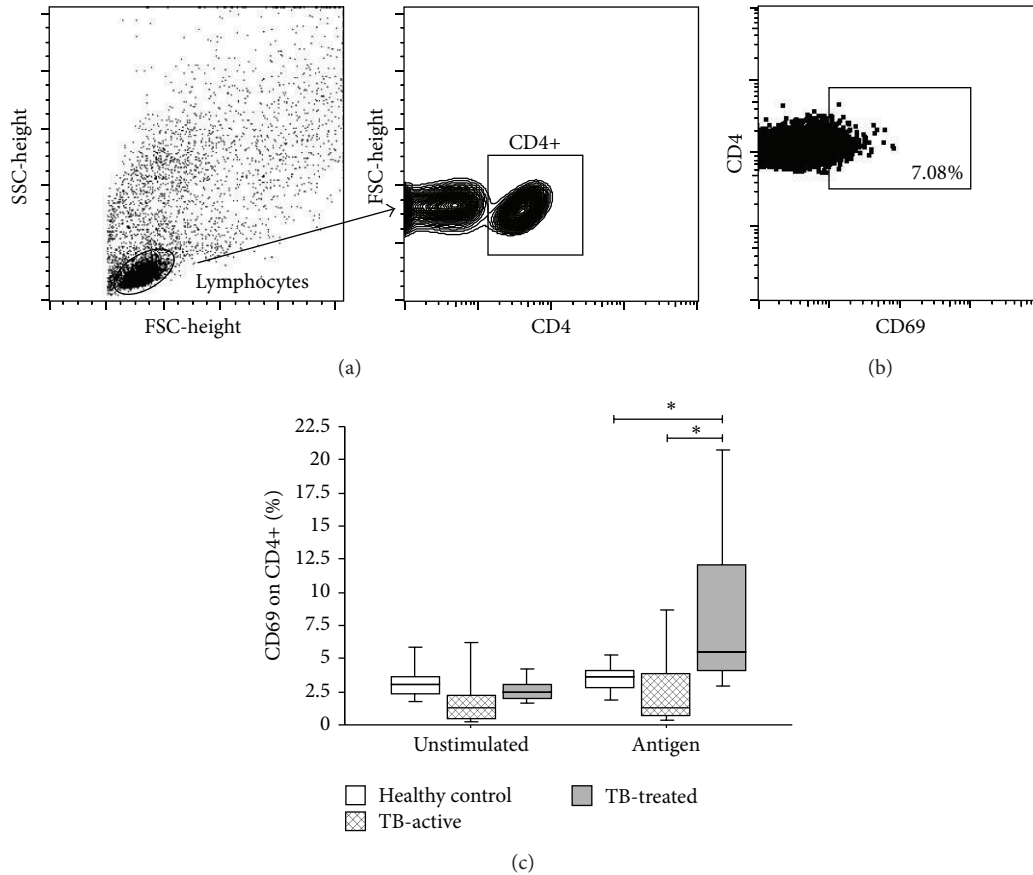 SSC-height
Lymphocytes
FSC-height
FSC-height
CD4+
CD4
(a)
CD4
7.08%
CD69
(b)
CD69 on CD4+ (%)
22.5
20
17.5
15
12.5
10
7.5
5
2.5
0
*
*
Unstimulated
Antigen
Healthy control
TB-treated
TB-active
(c)